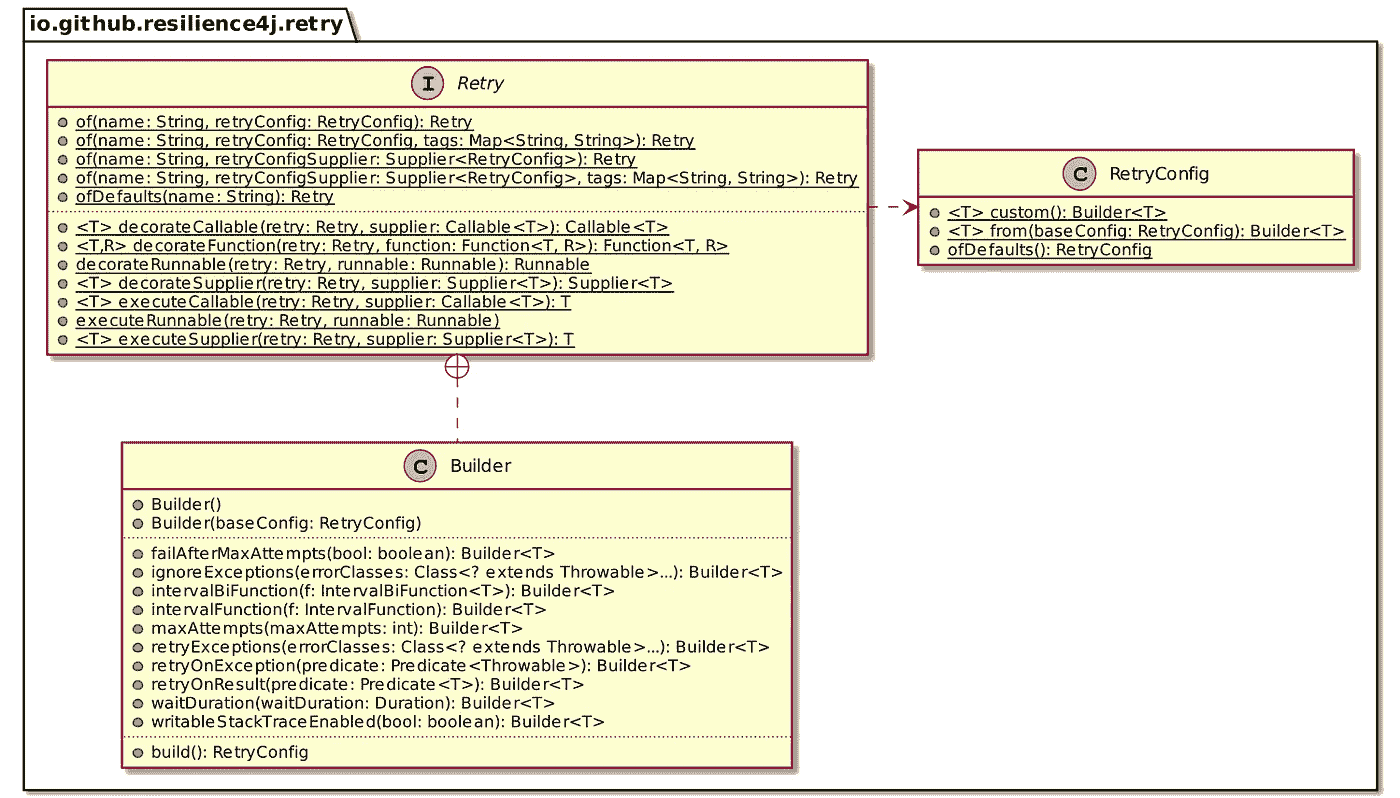 io.github.resilience4j.retry
I Retry
of(name: String, retryConfig: RetryConfig): Retry
of(name: String, retryConfig: RetryConfig, tags: Map<String, String>): Retry
of(name: String, retryConfigSupplier: Supplier<RetryConfig>): Retry
of(name: String, retryConfigSupplier: Supplier<RetryConfig>, tags: Map<String, String>): Retry
ofDefaults(name: String): Retry
<T> decorateCallable(retry: Retry, supplier: Callable<T>): Callable<T>
<T,R> decorateFunction(retry: Retry, function: Function<T, R>): Function<T, R>
decorateRunnable(retry: Retry, runnable: Runnable): Runnable
<T> decorateSupplier(retry: Retry, supplier: Supplier<T>): Supplier<T>
<T> executeCallable(retry: Retry, supplier: Callable<T>): T
executeRunnable(retry: Retry, runnable: Runnable)
<T> executeSupplier(retry: Retry, supplier: Supplier<T>): T
C RetryConfig
<T> custom(): Builder<T>
<T> from(baseConfig: RetryConfig): Builder<T>
ofDefaults(): RetryConfig
C Builder
Builder()
Builder(baseConfig: RetryConfig)
failAfterMaxAttempts(bool: boolean): Builder<T>
ignoreExceptions(errorClasses: Class<? extends Throwable>...): Builder<T>
intervalBiFunction(f: IntervalBiFunction<T>): Builder<T>
intervalFunction(f: IntervalFunction): Builder<T>
maxAttempts(maxAttempts: int): Builder<T>
retryExceptions(errorClasses: Class<? extends Throwable>...): Builder<T>
retryOnException(predicate: Predicate<Throwable>): Builder<T>
retryOnResult(predicate: Predicate<T>): Builder<T>
waitDuration(waitDuration: Duration): Builder<T>
writableStackTraceEnabled(bool: boolean): Builder<T>
build(): RetryConfig